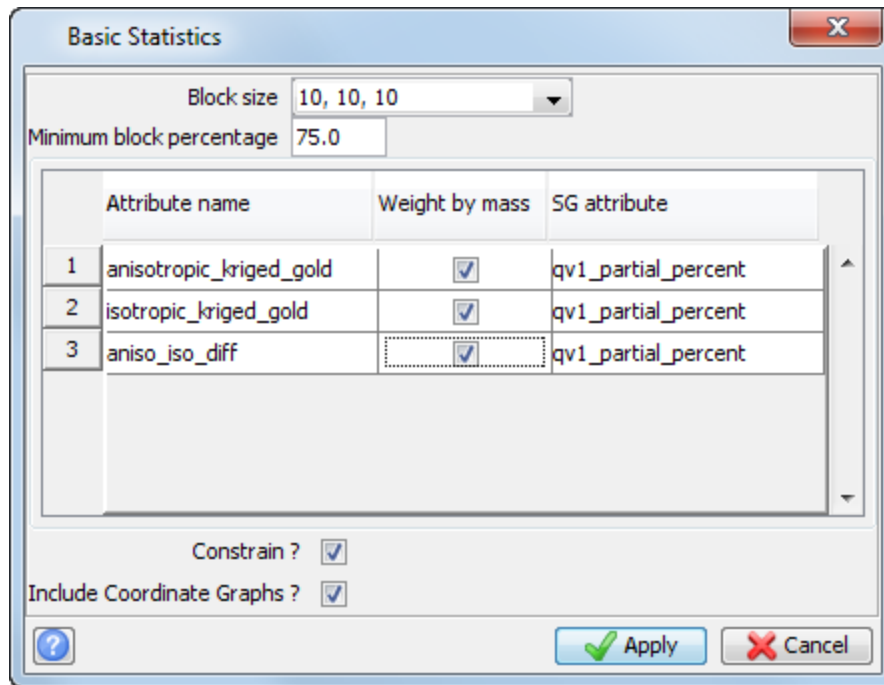 Basic Statistics
Block size 10, 10, 10
Minimum block percentage 75.0
Attribute name Weight by mass SG attribute
1 anisotropic_kriged_gold qv1_partial_percent
2 isotropic_kriged_gold qv1_partial_percent
3 aniso_iso_diff qv1_partial_percent
Constrain ?
Include Coordinate Graphs ?
? Apply Cancel